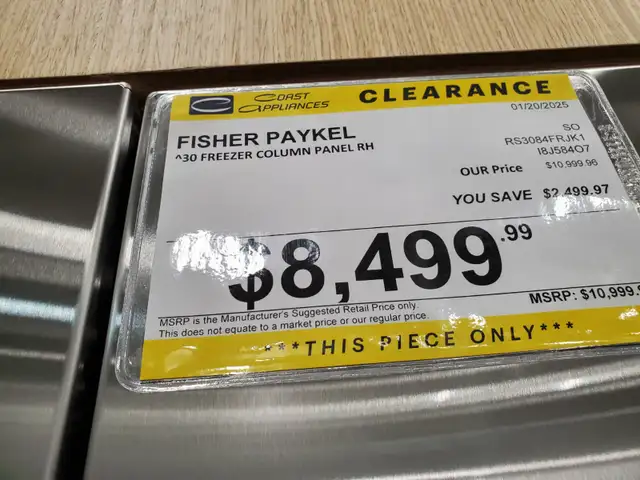 COAST APPLIANCES CLEARANCE
01/20/2025
FISHER PAYKEL
^30 FREEZER COLUMN PANEL RH
SO
RS3084FRJK1
I8J584O7
OUR Price $10,999.96
YOU SAVE $2,499.97
$8,499.99
MSRP is the Manufacturer's Suggested Retail Price only.
This does not equate to a market price or our regular price.
MSRP: $10,999.9
***THIS PIECE ONLY***